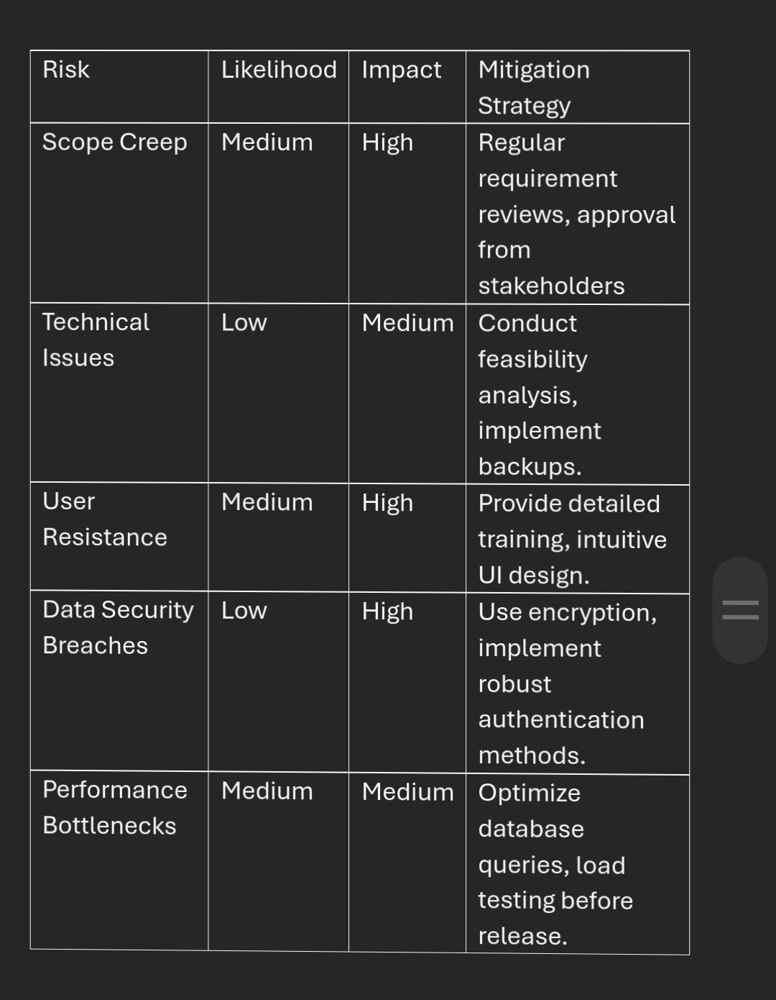 Risk
Likelihood
Impact
Mitigation
Strategy
Scope Creep
Medium
High
Regular
requirement
reviews, approval
from
stakeholders
Technical
Issues
Low
Medium
Conduct
feasibility
analysis,
implement
backups.
User
Resistance
Medium
High
Provide detailed
training, intuitive
UI design.
Data Security
Breaches
Low
High
Use encryption,
implement
robust
authentication
methods.
Performance
Bottlenecks
Medium
Medium
Optimize
database
queries, load
testing before
release.